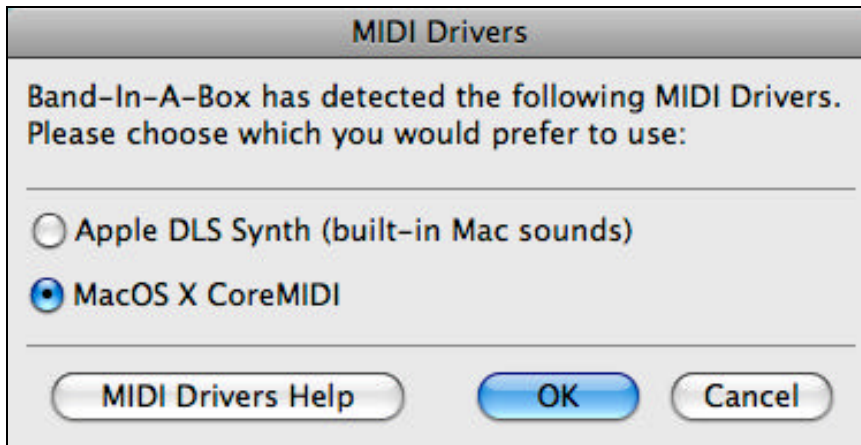 MIDI Drivers
Band-In-A-Box has detected the following MIDI Drivers.
Please choose which you would prefer to use:
Apple DLS Synth (built-in Mac sounds)
MacOS X CoreMIDI
MIDI Drivers Help OK Cancel